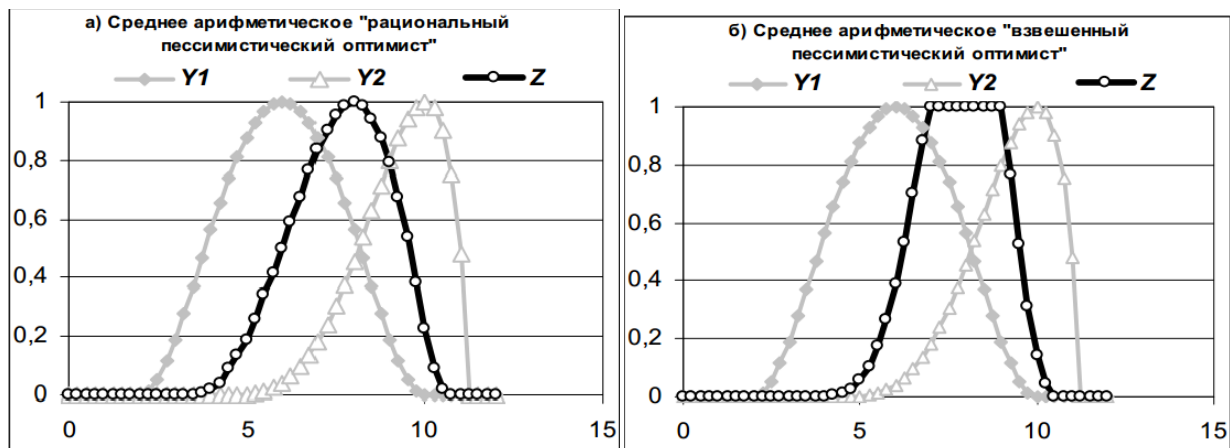 а) Среднее арифметическое "рациональный
пессимистический оптимист"
Y1 Y2 Z
1
0,8
0,6
0,4
0,2
0
0 5 10 15
б) Среднее арифметическое "взвешенный
пессимистический оптимист"
Y1 Y2 Z
1
0,8
0,6
0,4
0,2
0
0 5 10 15